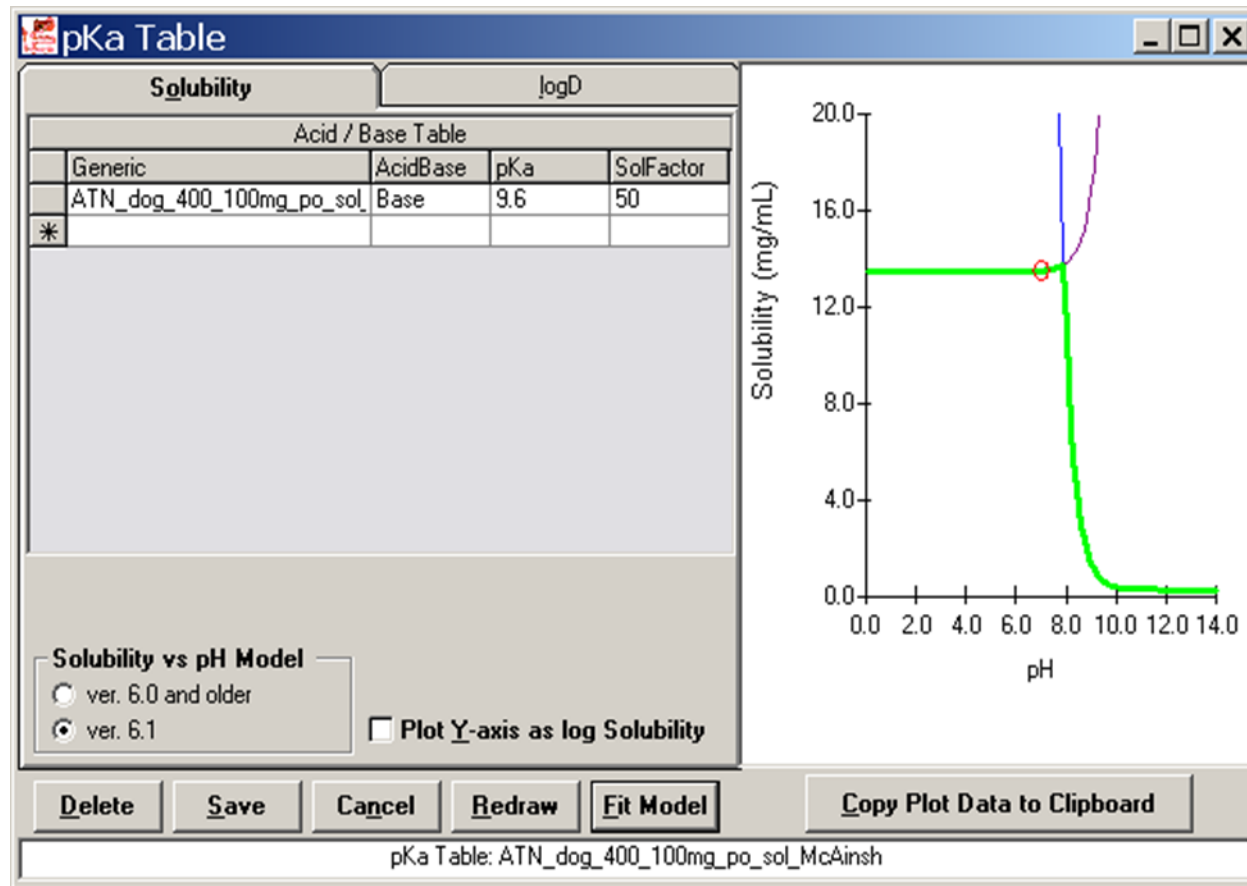 pKa Table
Solubility
logD
Acid / Base Table
Generic AcidBase pKa SolFactor
ATN_dog_400_100mg_po_sol_ Base 9.6 50
Solubility vs pH Model
ver. 6.0 and older
ver. 6.1
Plot Y-axis as log Solubility
Delete Save Cancel Redraw Fit Model
20.0
16.0
12.0
8.0
4.0
0.0
Solubility (mg/mL)
0.0 2.0 4.0 6.0 8.0 10.0 12.0 14.0
pH
Copy Plot Data to Clipboard
pKa Table: ATN_dog_400_100mg_po_sol_McAinsh